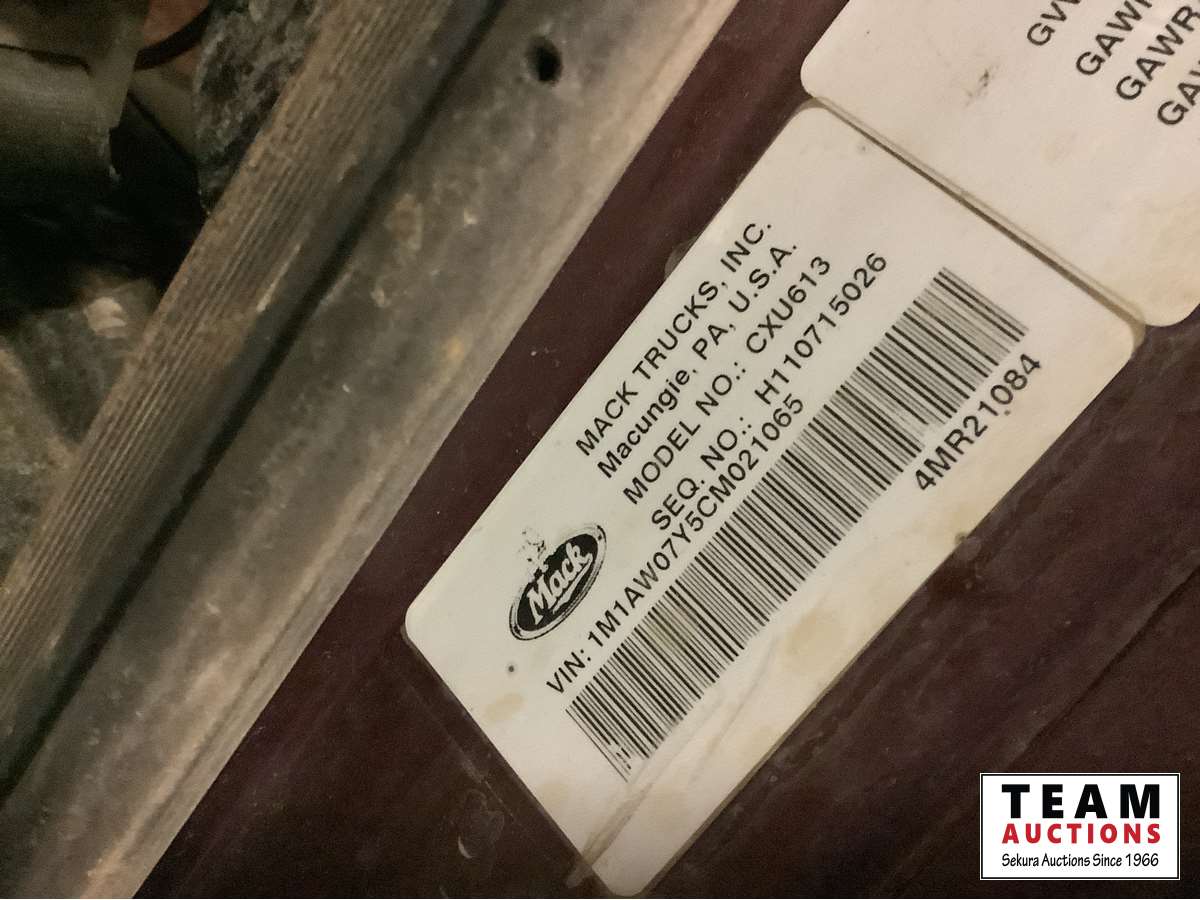 GAWR
GAWR
MACK TRUCKS, INC.
Macungie, PA, U.S.A.
MODEL NO.: CXU613
SEQ. NO.: H110715026
Mack
VIN: 1M1AW07Y5CM021065
4MR21084
TEAM
AUCTIONS
Sekura Auctions Since 1966